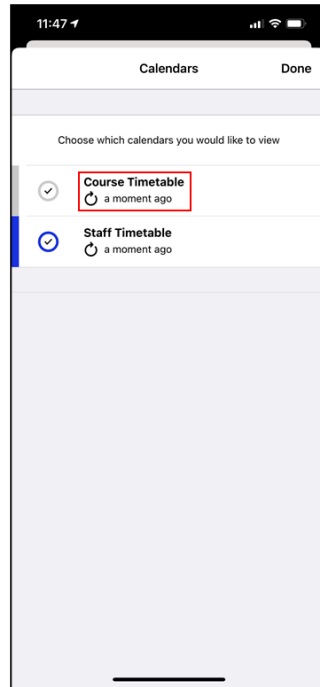 11:47
Calendars
Done
Choose which calendars you would like to view
Course Timetable
a moment ago
Staff Timetable
a moment ago